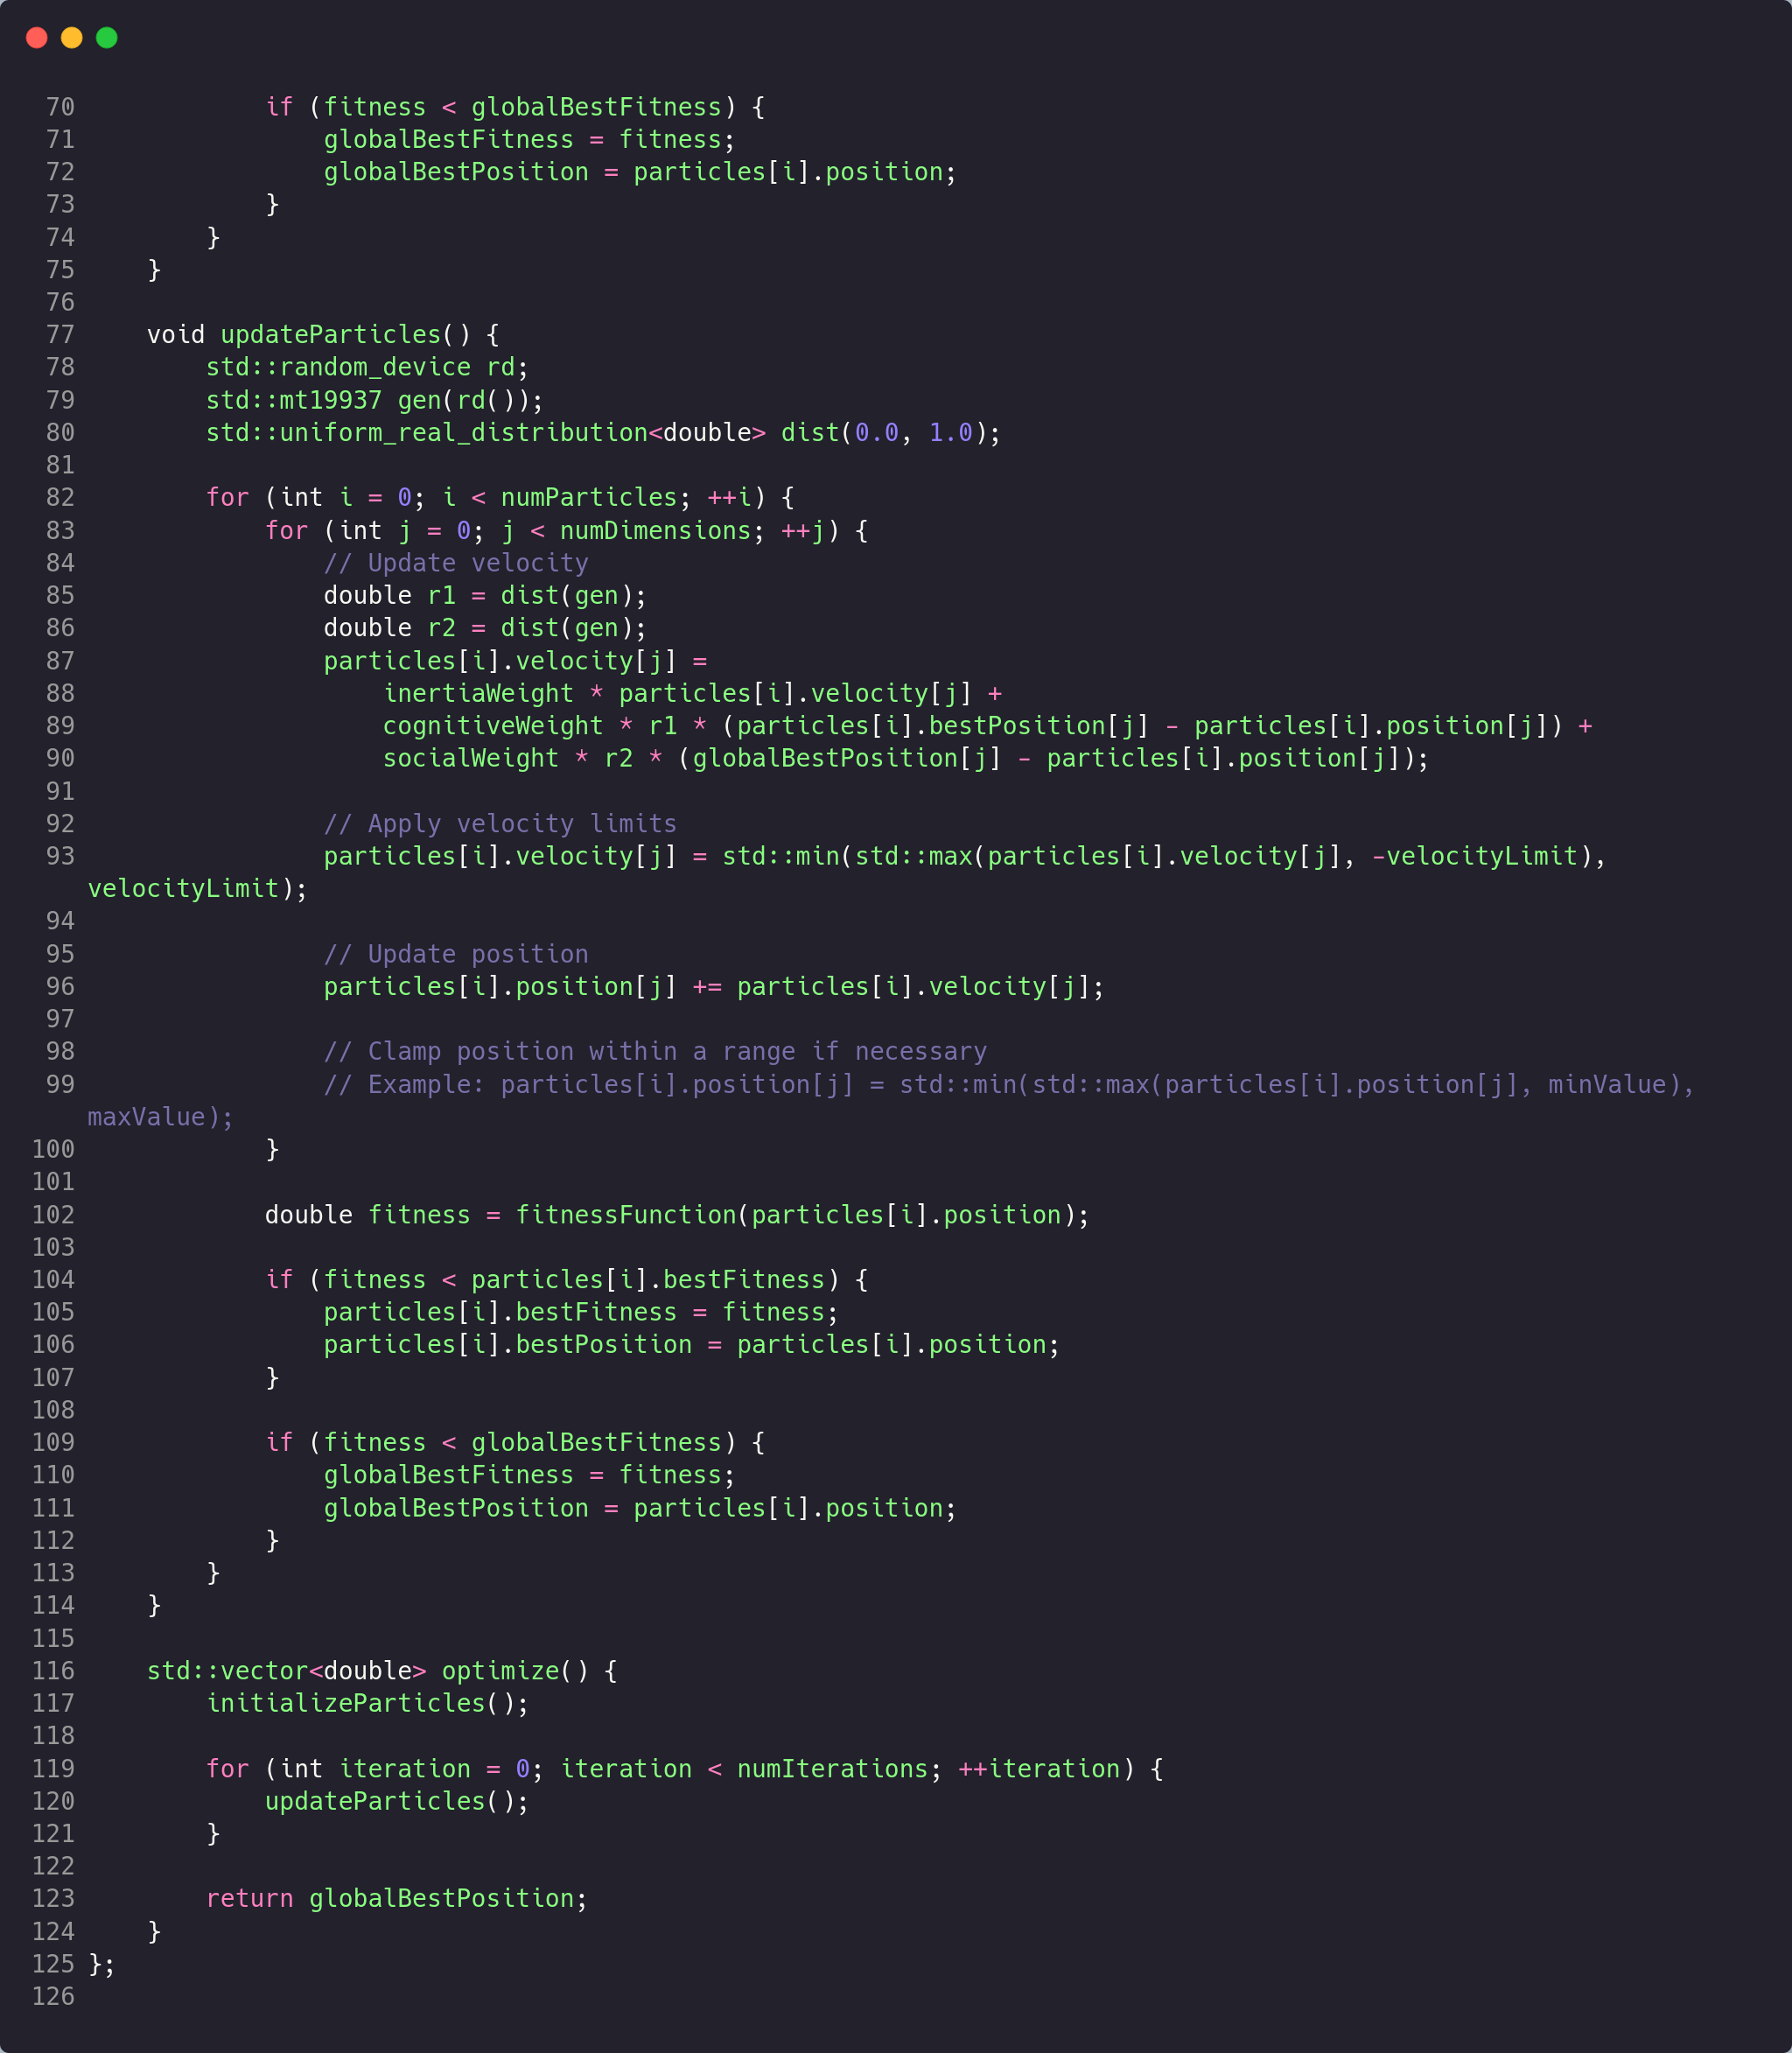 70             if (fitness < globalBestFitness) {
71                 globalBestFitness = fitness;
72                 globalBestPosition = particles[i].position;
73             }
74         }
75     }
76
77     void updateParticles() {
78         std::random_device rd;
79         std::mt19937 gen(rd());
80         std::uniform_real_distribution<double> dist(0.0, 1.0);
81
82         for (int i = 0; i < numParticles; ++i) {
83             for (int j = 0; j < numDimensions; ++j) {
84                 // Update velocity
85                 double r1 = dist(gen);
86                 double r2 = dist(gen);
87                 particles[i].velocity[j] =
88                     inertiaWeight * particles[i].velocity[j] +
89                     cognitiveWeight * r1 * (particles[i].bestPosition[j] - particles[i].position[j]) +
90                     socialWeight * r2 * (globalBestPosition[j] - particles[i].position[j]);
91
92                 // Apply velocity limits
93                 particles[i].velocity[j] = std::min(std::max(particles[i].velocity[j], -velocityLimit),
velocityLimit);
94
95                 // Update position
96                 particles[i].position[j] += particles[i].velocity[j];
97
98                 // Clamp position within a range if necessary
99                 // Example: particles[i].position[j] = std::min(std::max(particles[i].position[j], minValue),
maxValue);
100             }
101
102             double fitness = fitnessFunction(particles[i].position);
103
104             if (fitness < particles[i].bestFitness) {
105                 particles[i].bestFitness = fitness;
106                 particles[i].bestPosition = particles[i].position;
107             }
108
109             if (fitness < globalBestFitness) {
110                 globalBestFitness = fitness;
111                 globalBestPosition = particles[i].position;
112             }
113         }
114     }
115
116     std::vector<double> optimize() {
117         initializeParticles();
118
119         for (int iteration = 0; iteration < numIterations; ++iteration) {
120             updateParticles();
121         }
122
123         return globalBestPosition;
124     }
125 };
126